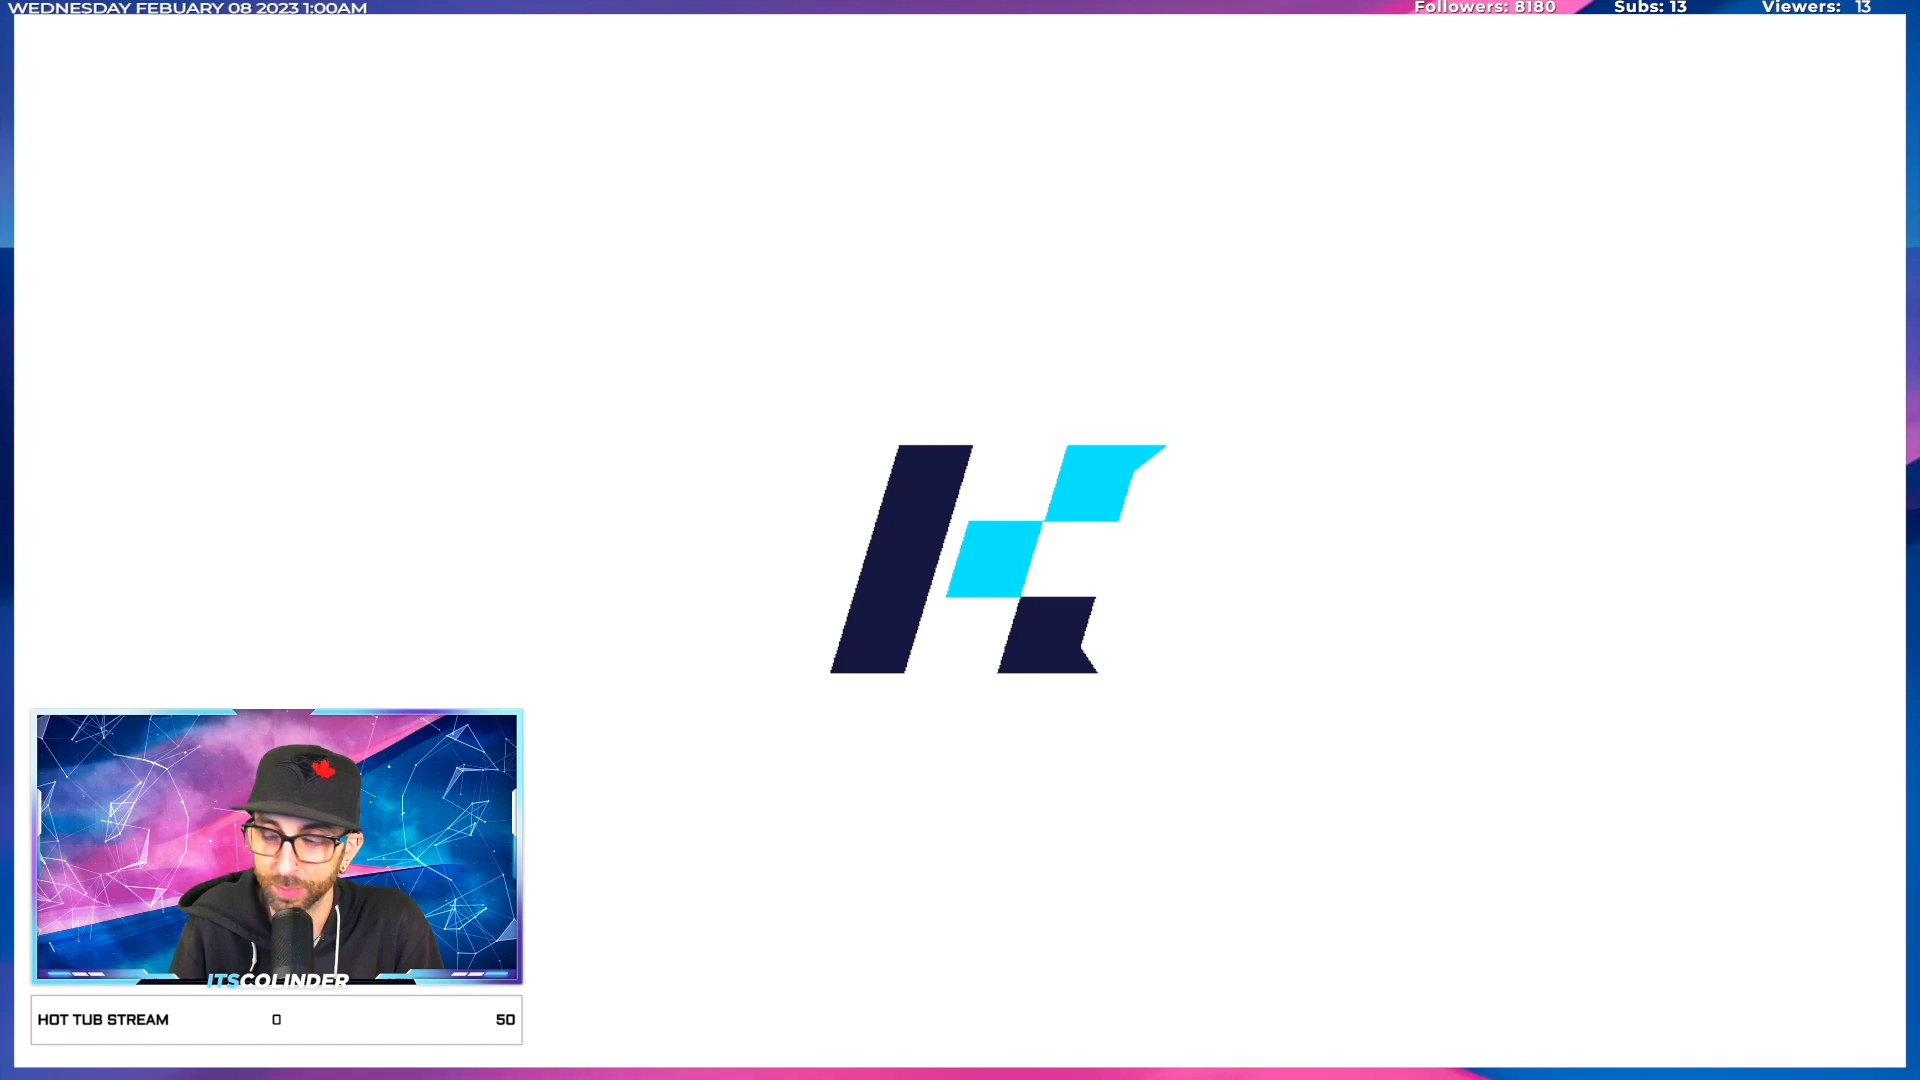 WEDNESDAY FEBUARY 08 2023 1:00AM
Followers: 8180
Subs: 13
Viewers: 13
ITSCOLINDER
HOT TUB STREAM 0 50